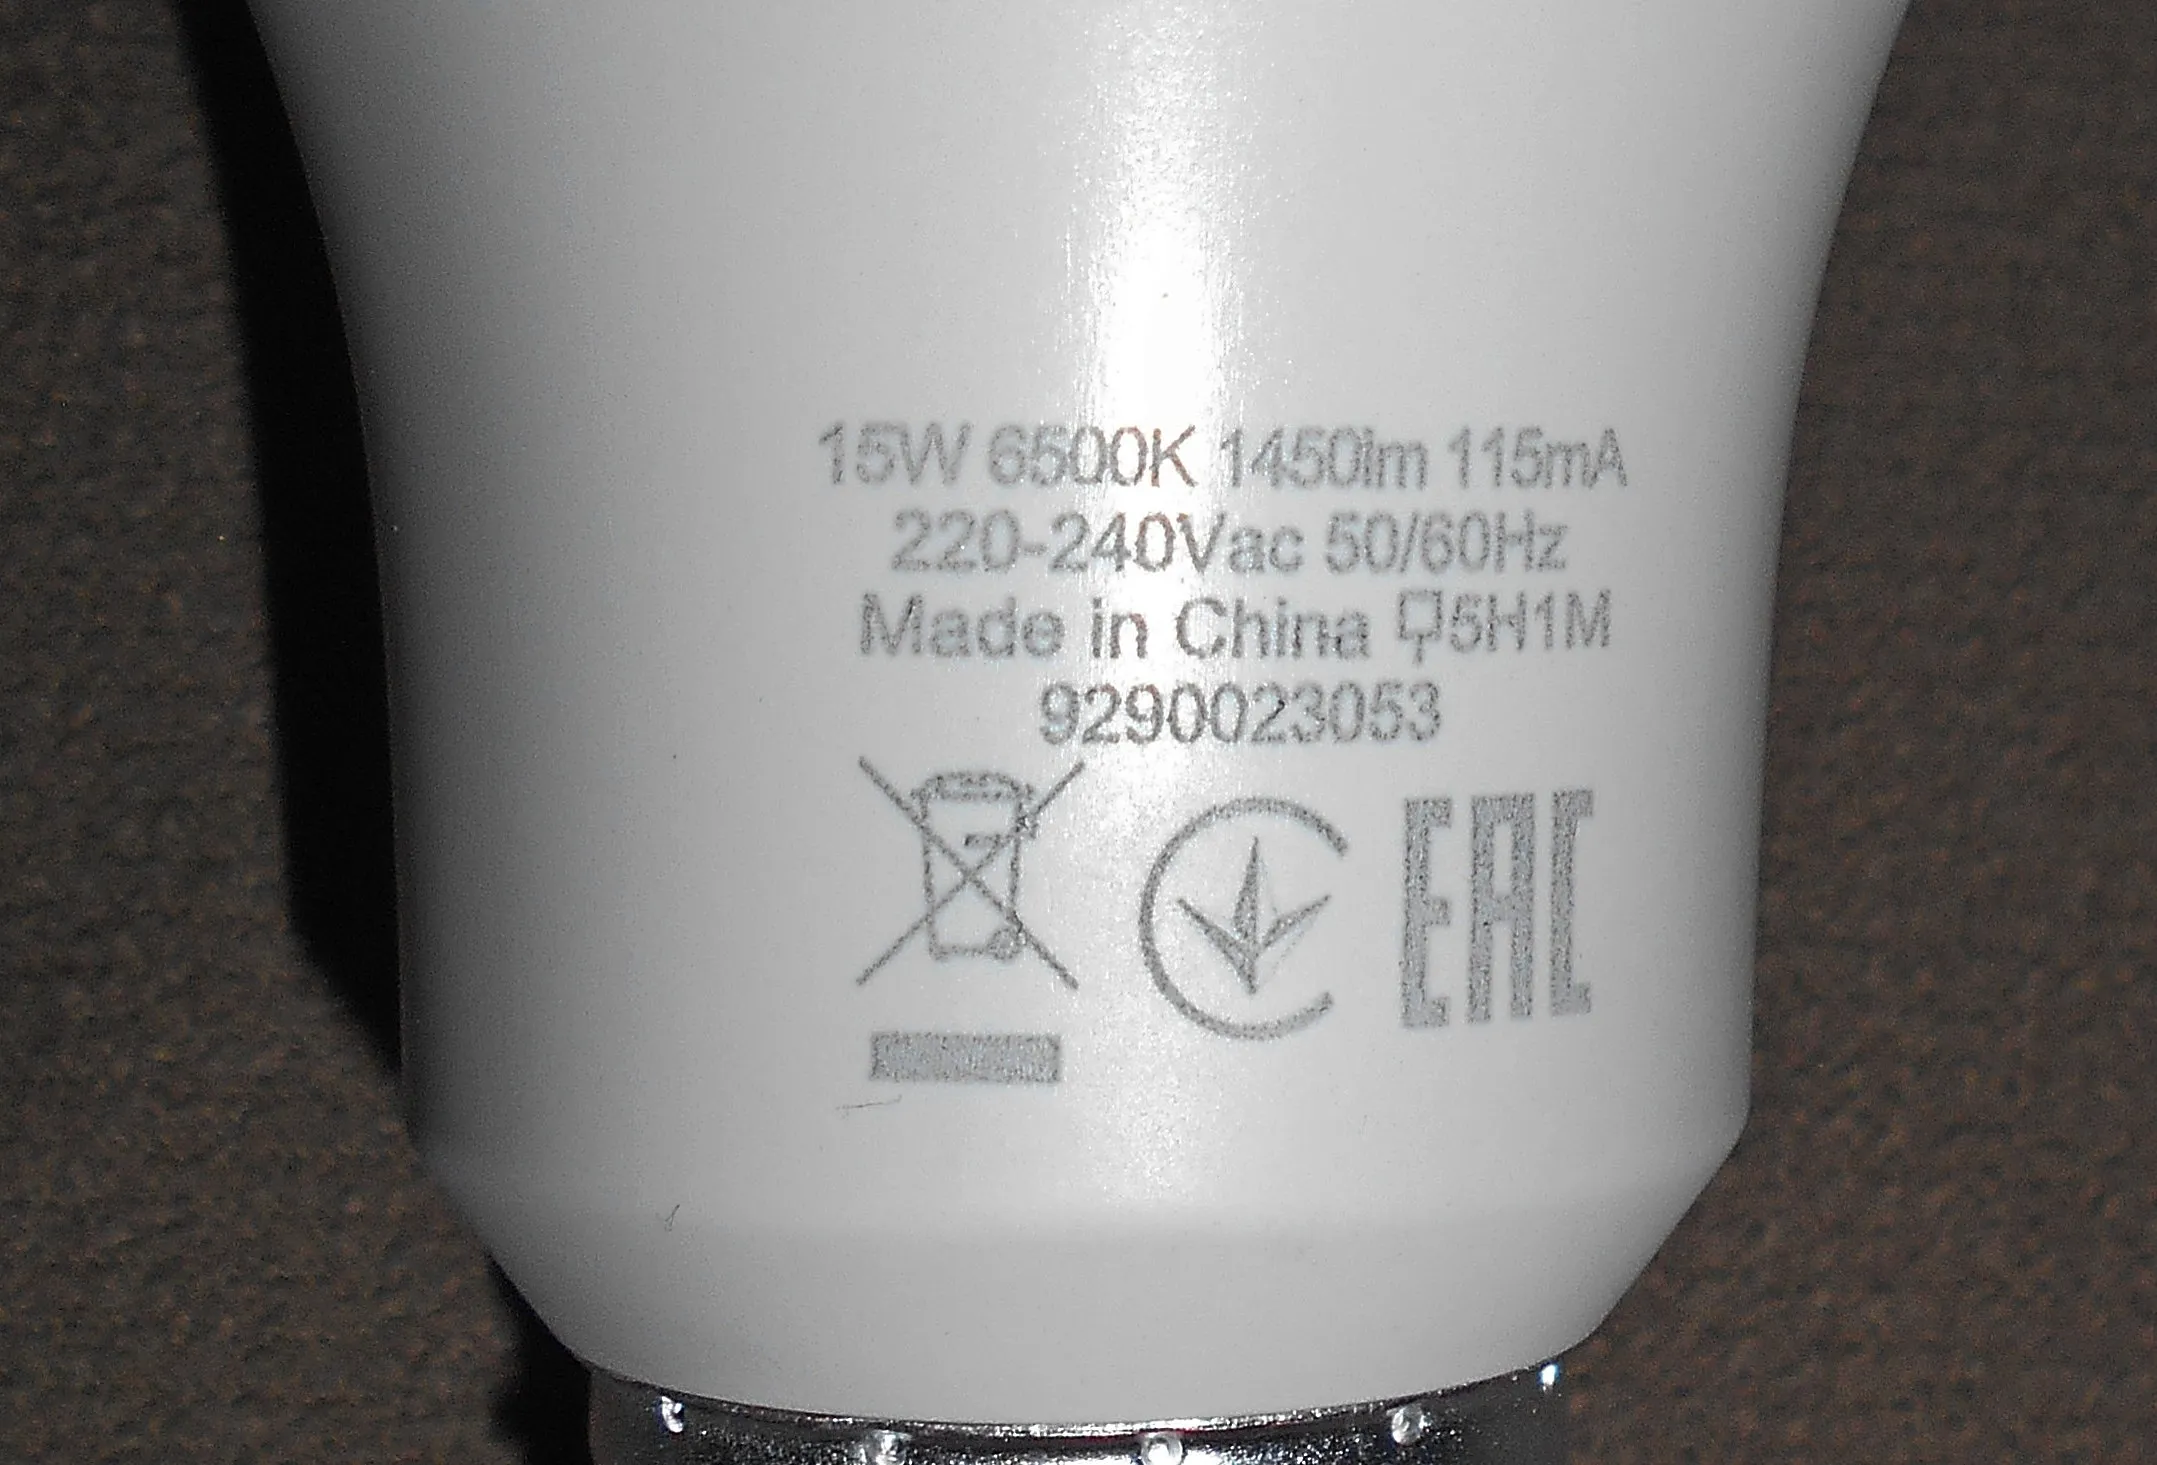 15W 6500K 1450lm 115mA
220-240Vac 50/60Hz
Made in China 5H1M
9290023053
EAC